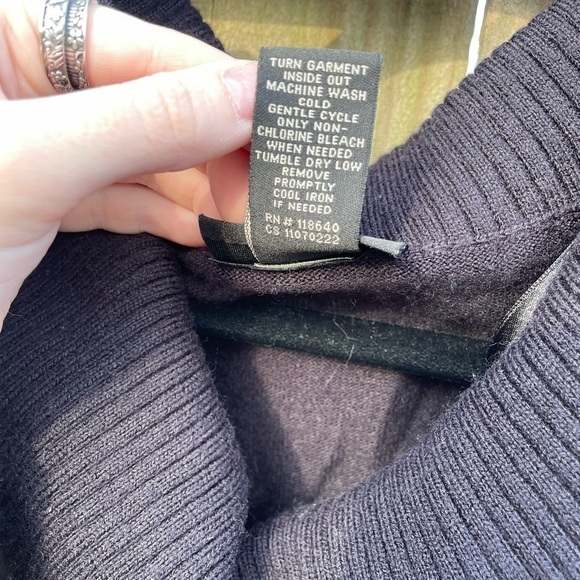 TURN GARMENT
INSIDE OUT
MACHINE WASH
COLD
GENTLE CYCLE
ONLY NON-
CHLORINE BLEACH
WHEN NEEDED
TUMBLE DRY LOW
REMOVE
PROMPTLY
COOL IRON
IF NEEDED
RN# 118640
CS 11070222